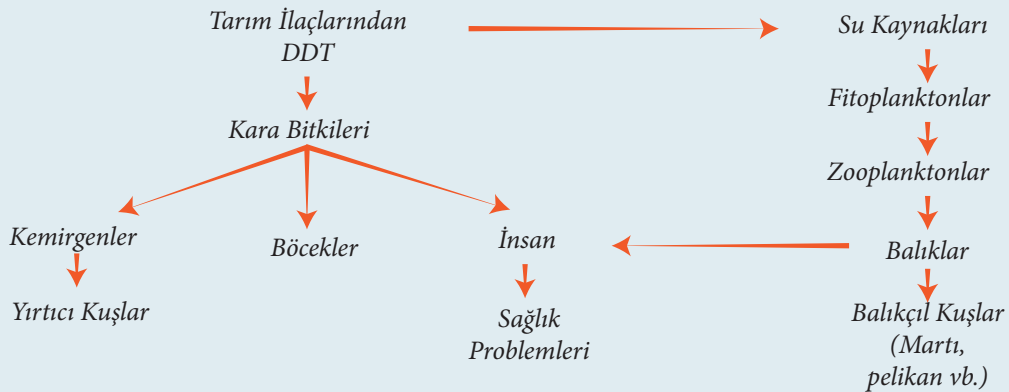 Tarım İlaçlarından
DDT
Su Kaynakları
Fitoplanktonlar
Kara Bitkileri
Zooplanktonlar
Kemirgenler
Böcekler
İnsan
Balıklar
Yırtıcı Kuşlar
Sağlık
Problemleri
Balıkçıl Kuşlar
(Martı,
pelikan vb.)